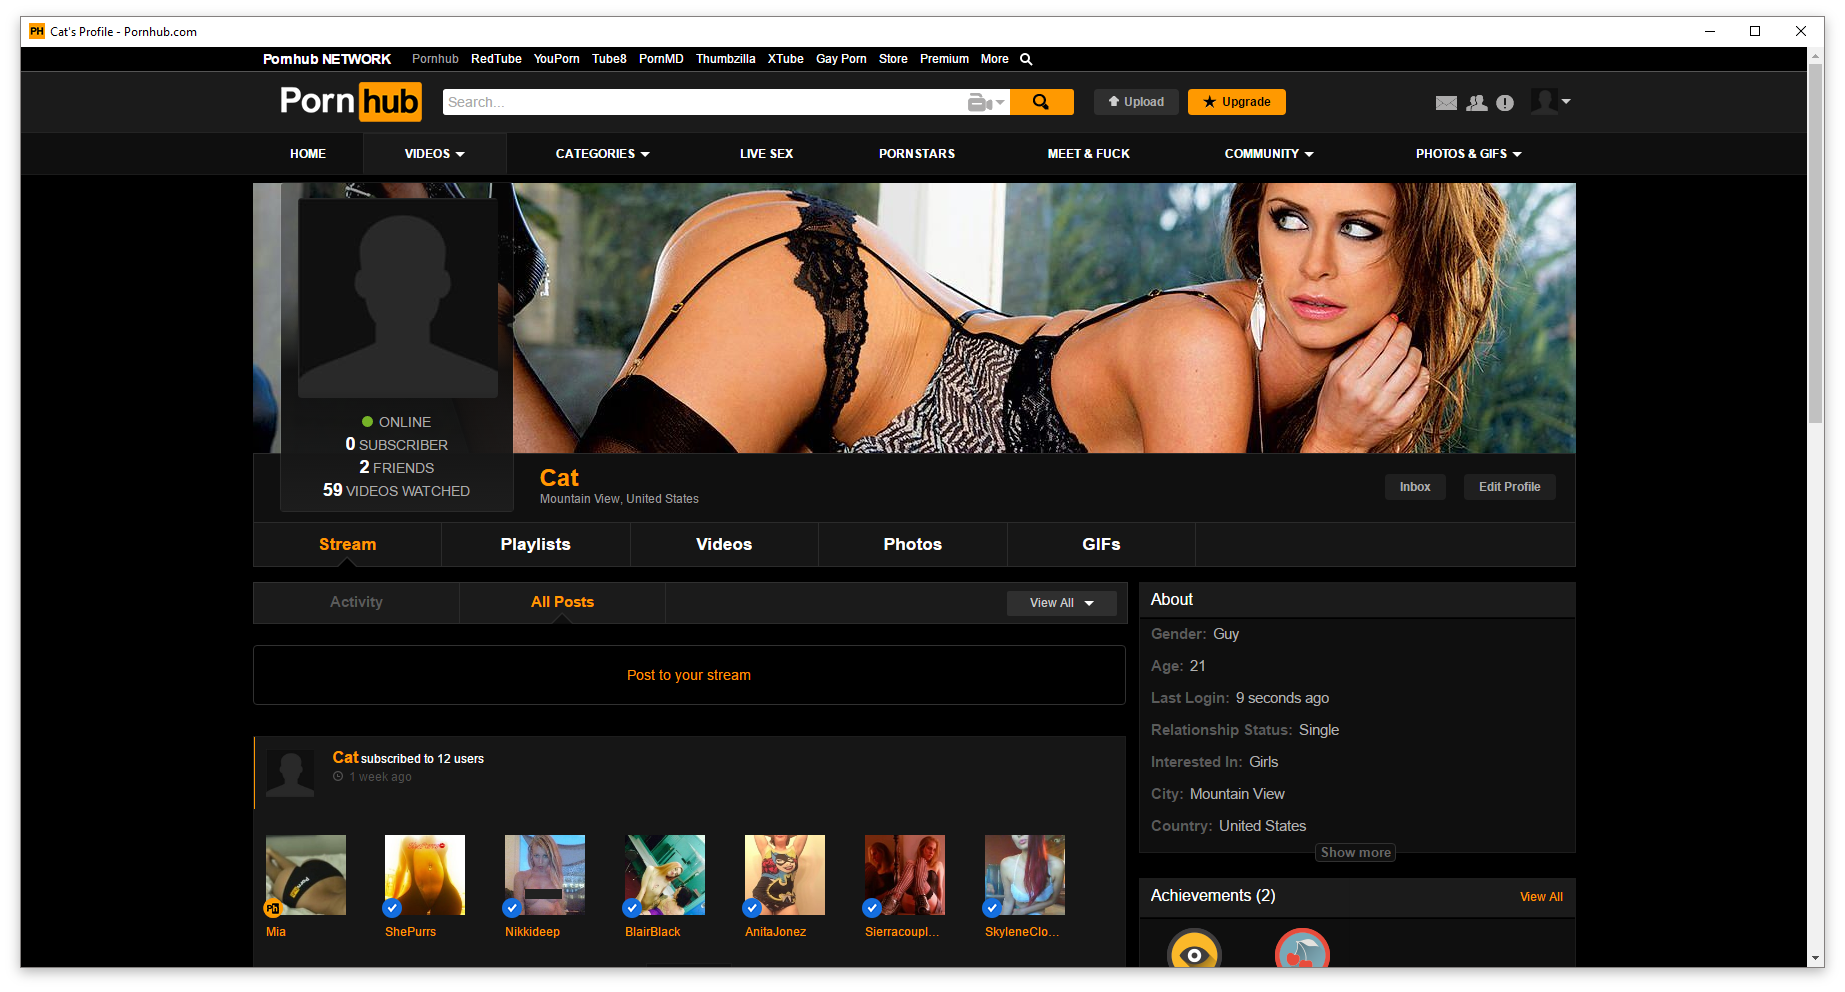 PH Cat's Profile - Pornhub.com
Pornhub NETWORK Pornhub RedTube YouPorn Tube8 PornMD Thumbzilla XTube Gay Porn Store Premium More
Porn hub Search... Upload Upgrade
HOME VIDEOS CATEGORIES LIVE SEX PORNSTARS MEET & FUCK COMMUNITY PHOTOS & GIFS
ONLINE
0 SUBSCRIBER
2 FRIENDS
59 VIDEOS WATCHED
Cat
Mountain View, United States
Inbox Edit Profile
Stream Playlists Videos Photos GIFs
Activity All Posts View All
Post to your stream
Cat subscribed to 12 users
1 week ago
Ph
Mia ShePurrs Nikkideep BlairBlack AnitaJonez Sierracoupl... SkyleneClo...
About
Gender: Guy
Age: 21
Last Login: 9 seconds ago
Relationship Status: Single
Interested In: Girls
City: Mountain View
Country: United States
Show more
Achievements (2) View All